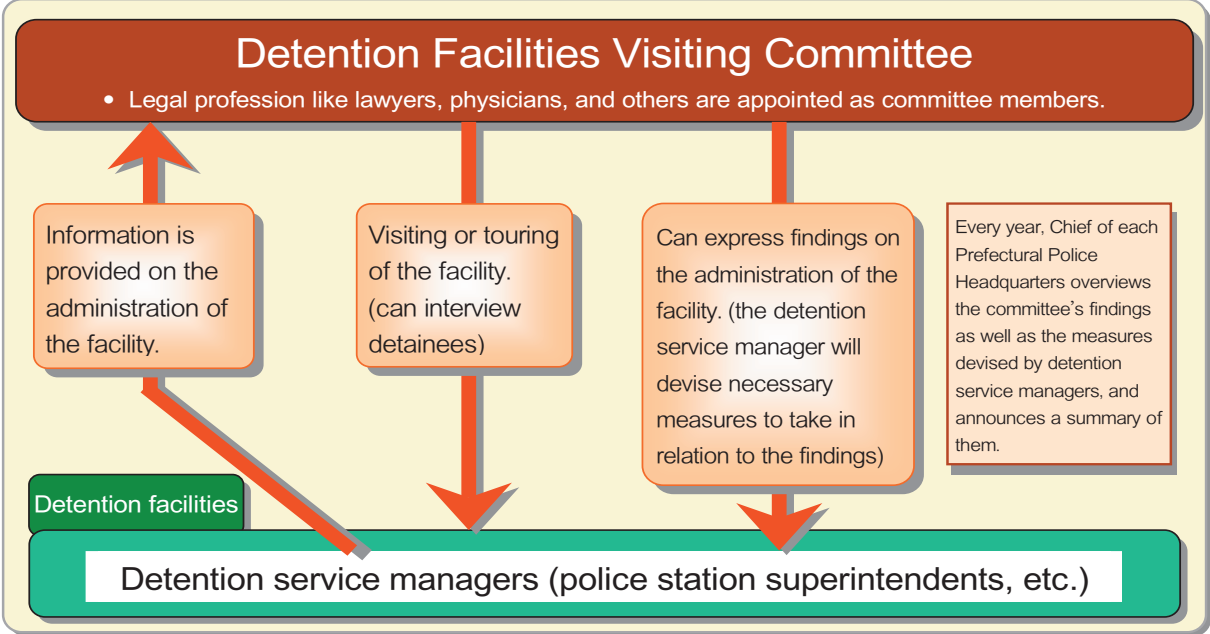 Detention Facilities Visiting Committee
• Legal profession like lawyers, physicians, and others are appointed as committee members.
Information is
provided on the
administration of
the facility.
Visiting or touring
of the facility.
(can interview
detainees)
Can express findings on
the administration of the
facility. (the detention
service manager will
devise necessary
measures to take in
relation to the findings)
Every year, Chief of each
Prefectural Police
Headquarters overviews
the committee's findings
as well as the measures
devised by detention
service managers, and
announces a summary of
them.
Detention facilities
Detention service managers (police station superintendents, etc.)